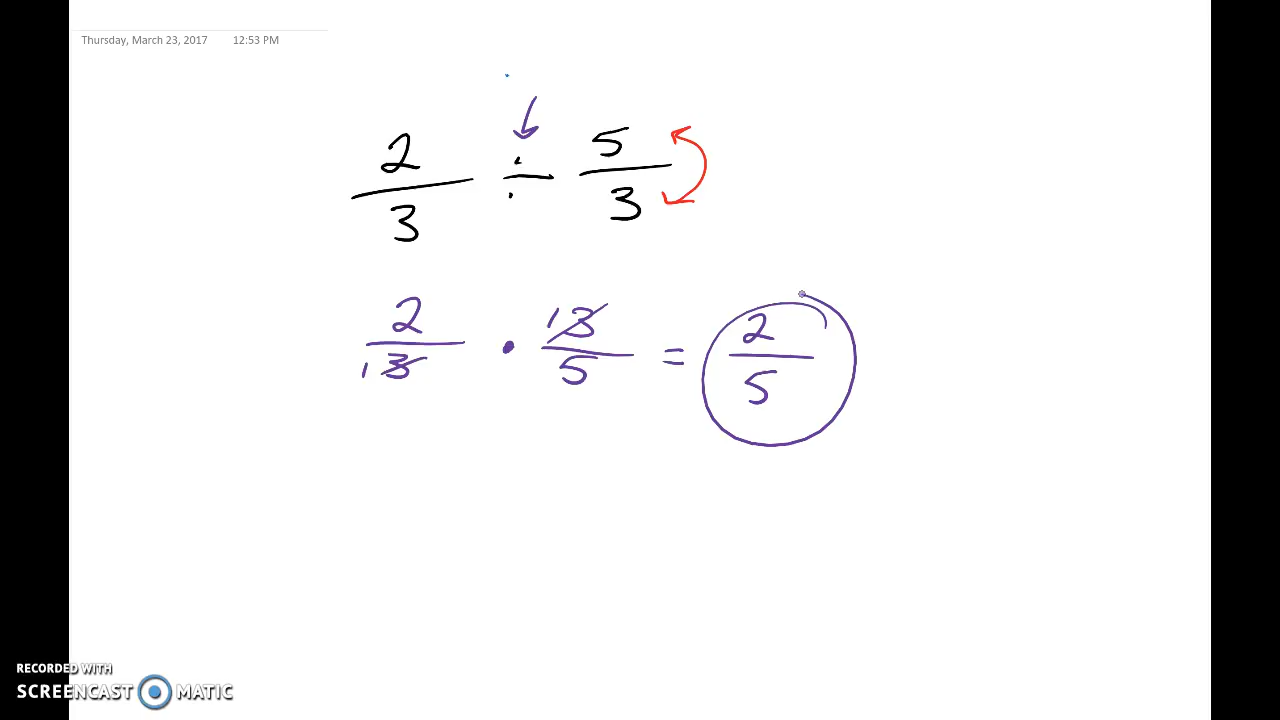 Thursday, March 23, 2017 12:53 PM
2/3 ÷ 5/3
2/1 3 • 1 3/5 = 2/5
RECORDED WITH
SCREENCAST MATIC